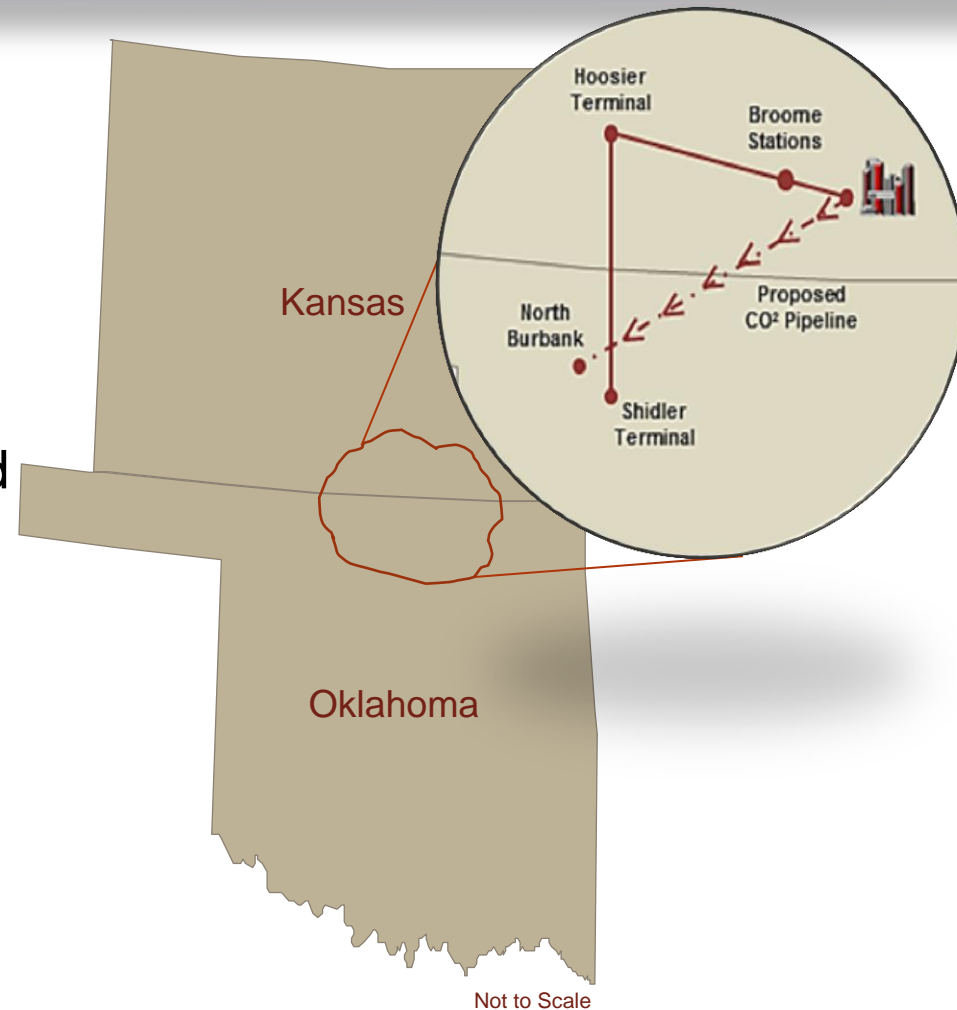 Hoosier
Terminal
Broome
Stations
Kansas
Proposed
CO² Pipeline
North
Burbank
Shidler
Terminal
Oklahoma
Not to Scale